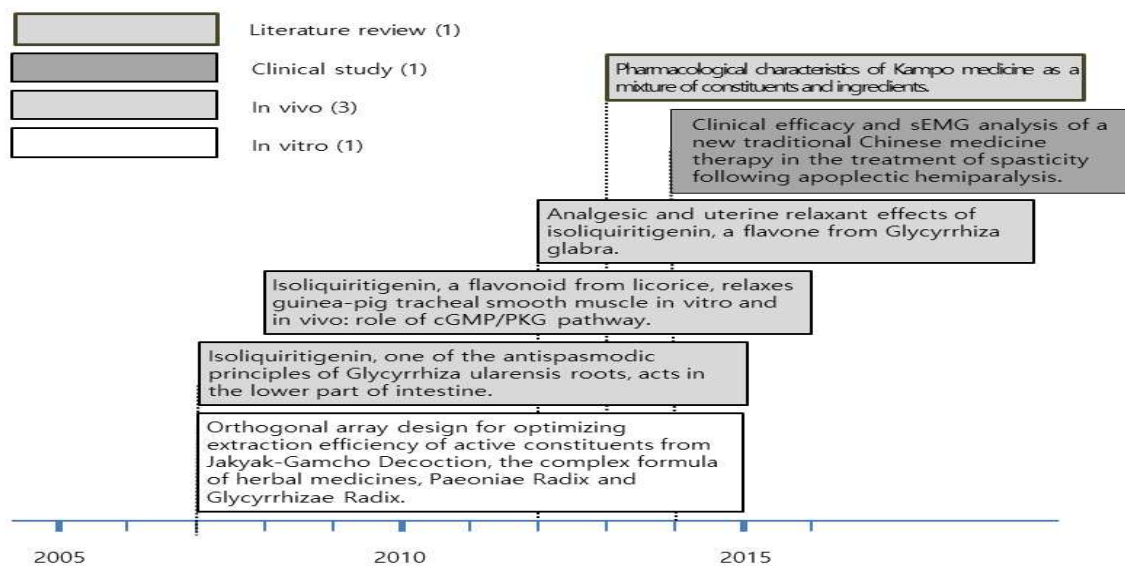 Literature review (1)
Clinical study (1)
In vivo (3)
In vitro (1)
Pharmacological characteristics of Kampo medicine as a
mixture of constituents and ingredients.
Clinical efficacy and sEMG analysis of a
new traditional Chinese medicine
therapy in the treatment of spasticity
following apoplectic hemiparalysis.
Analgesic and uterine relaxant effects of
isoliquiritigenin, a flavone from Glycyrrhiza
glabra.
Isoliquiritigenin, a flavonoid from licorice, relaxes
guinea-pig tracheal smooth muscle in vitro and
in vivo: role of cGMP/PKG pathway.
Isoliquiritigenin, one of the antispasmodic
principles of Glycyrrhiza ularensis roots, acts in
the lower part of intestine.
Orthogonal array design for optimizing
extraction efficiency of active constituents from
Jakyak-Gamcho Decoction, the complex formula
of herbal medicines, Paeoniae Radix and
Glycyrrhizae Radix.
2005 2010 2015